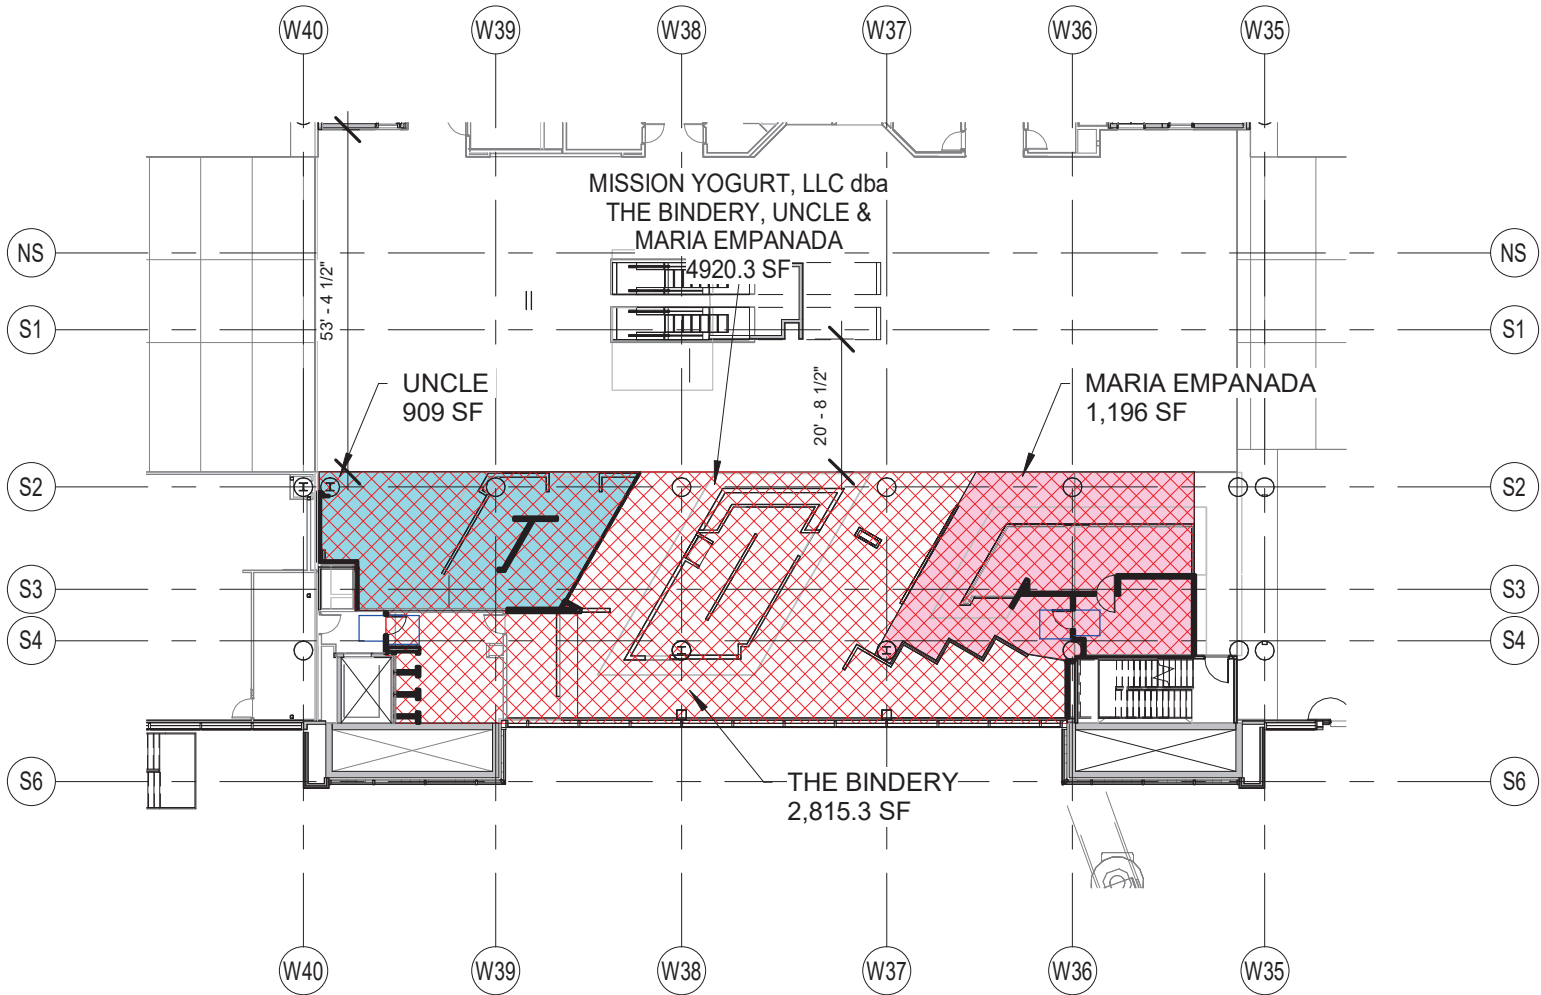 W40 W39 W38 W37 W36 W35
MISSION YOGURT, LLC dba
THE BINDERY, UNCLE &
MARIA EMPANADA
4920.3 SF
NS NS
S1 S1
53' - 4 1/2"
20' - 8 1/2"
UNCLE
909 SF
MARIA EMPANADA
1,196 SF
S2 S2
S3 S3
S4 S4
THE BINDERY
2,815.3 SF
S6 S6
W40 W39 W38 W37 W36 W35